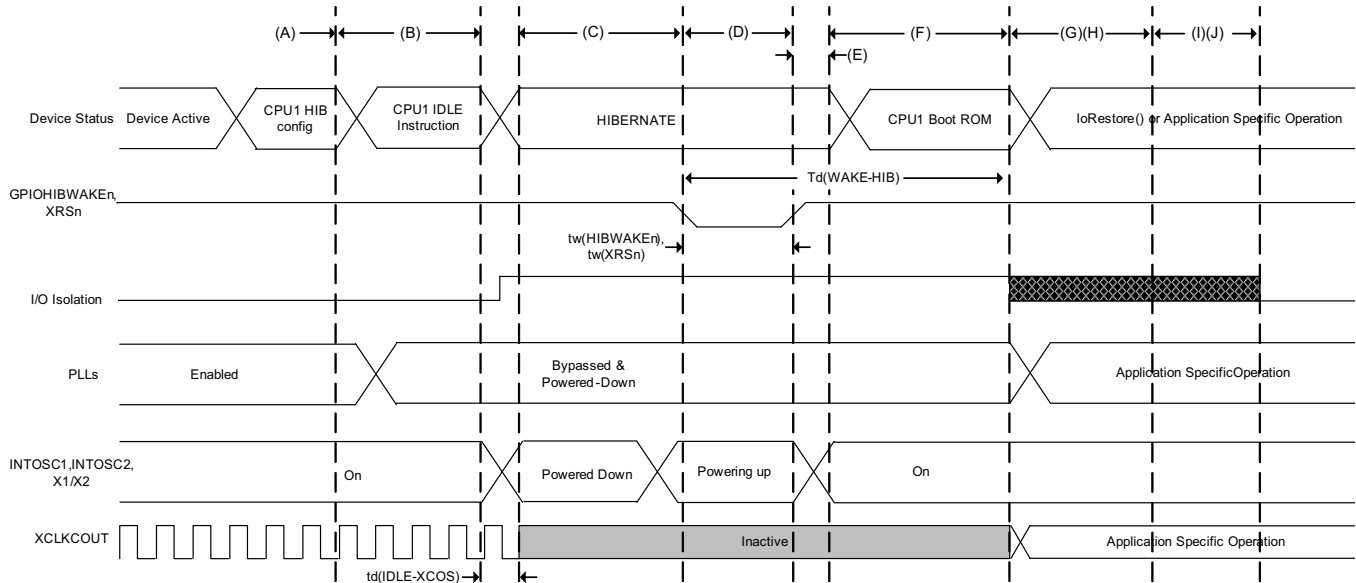 (A)
(B)
(C)
(D)
(E)
(F)
(G)(H)
(I)(J)
Device Status
Device Active
CPU1 HIB
config
CPU1 IDLE
Instruction
HIBERNATE
CPU1 Boot ROM
IoRestore() or Application Specific Operation
Td(WAKE-HIB)
GPIOHIBWAKEn,
XRSn
tw(HIBWAKEn),
tw(XRSn)
I/O Isolation
PLLs
Enabled
Bypassed &
Powered-Down
Application SpecificOperation
INTOSC1,INTOSC2,
X1/X2
On
Powered Down
Powering up
On
XCLKCOUT
Inactive
Application Specific Operation
td(IDLE-XCOS)